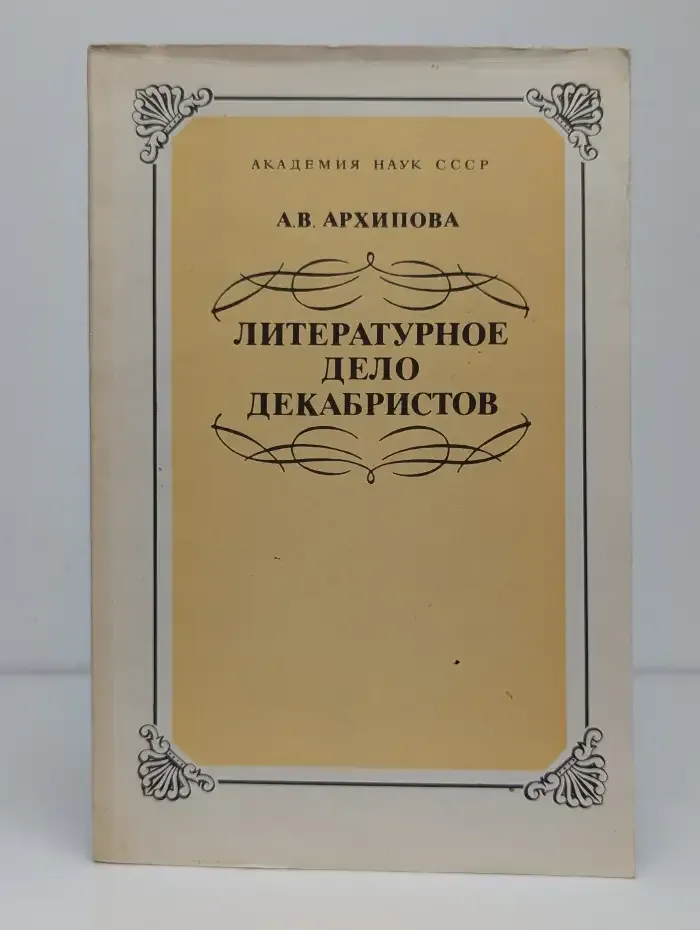 АКАДЕМИЯ НАУК СССР
А.В. АРХИПОВА
ЛИТЕРАТУРНОЕ
ДЕЛО
ДЕКАБРИСТОВ